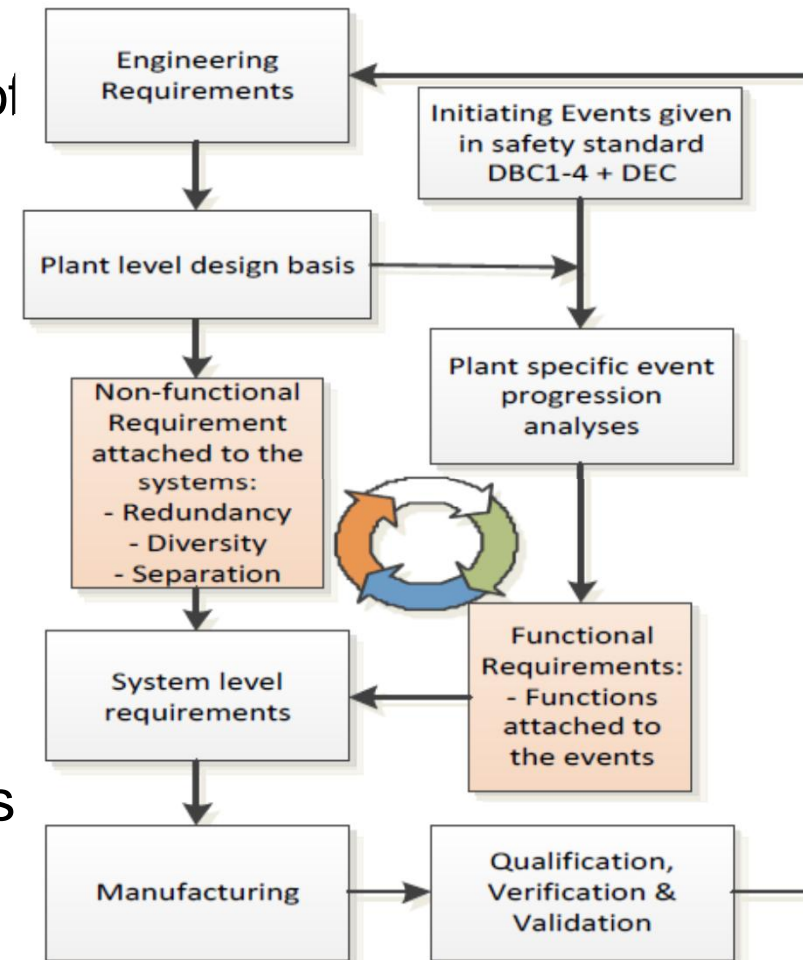 Engineering
Requirements
Initiating Events given
in safety standard
DBC1-4 + DEC
Plant level design basis
Plant specific event
progression
analyses
Non-functional
Requirement
attached to the
systems:
- Redundancy
- Diversity
- Separation
Functional
Requirements:
- Functions
attached to
the events
System level
requirements
Manufacturing
Qualification,
Verification &
Validation